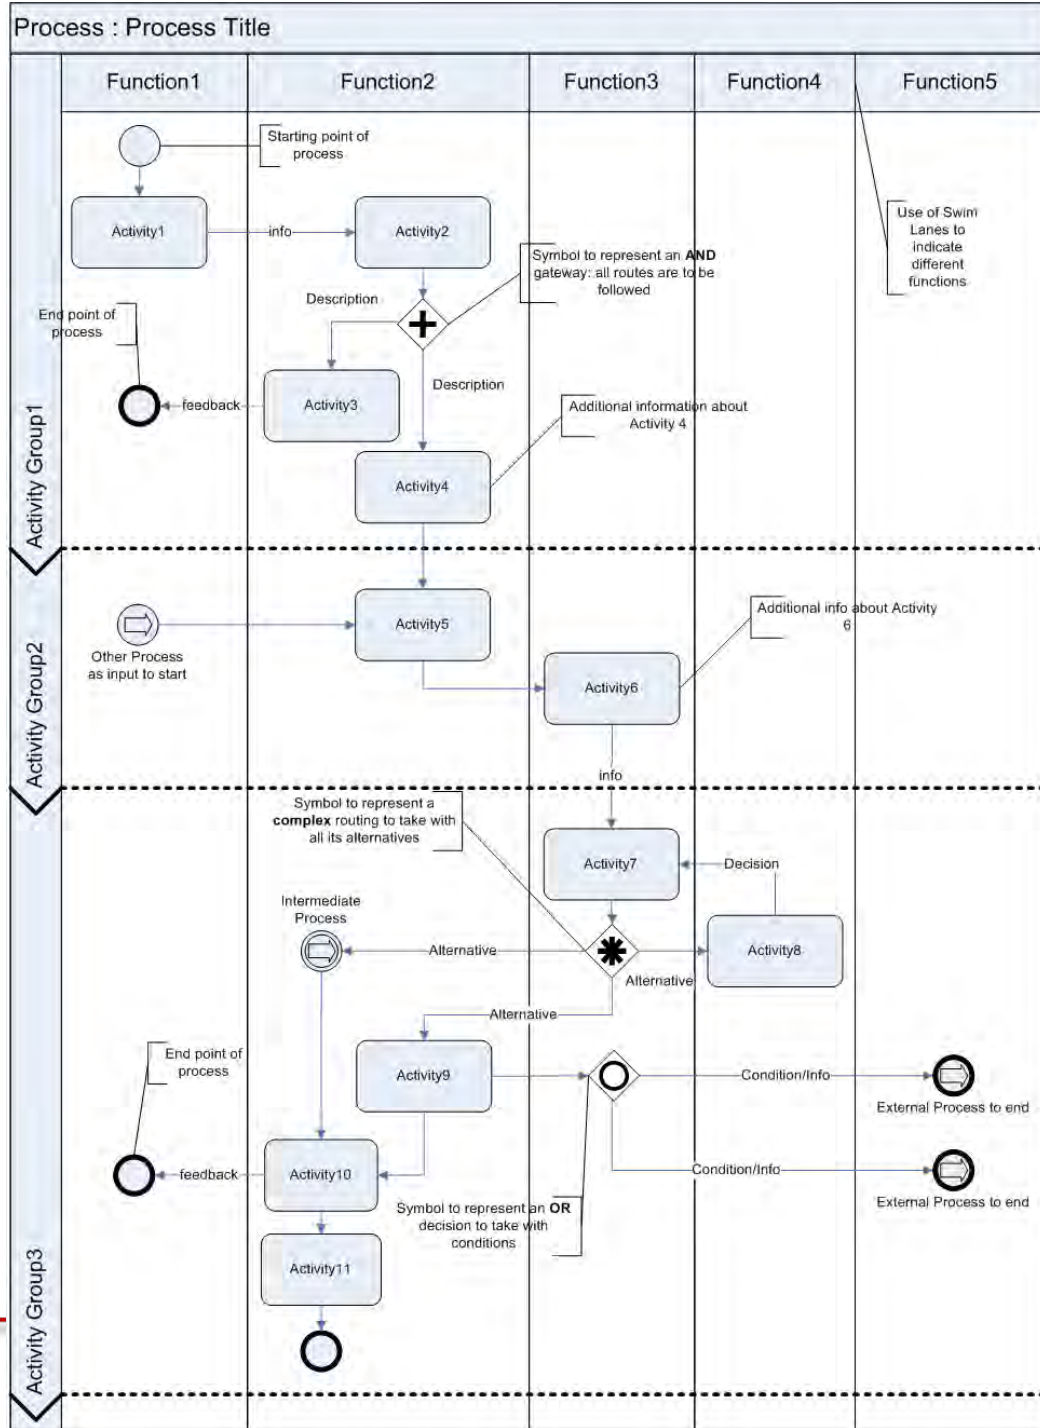 Process : Process Title
Function1
Function2
Function3
Function4
Function5
Activity Group1
Starting point of
process
Activity1
info
Activity2
Use of Swim
Lanes to
indicate
different
functions
Symbol to represent an AND
gateway: all routes are to be
followed
Description
End point of
process
Description
feedback
Activity3
Additional information about
Activity 4
Activity4
Activity Group2
Other Process
as input to start
Activity5
Additional info about Activity
6
Activity6
info
Activity Group3
Symbol to represent a
complex routing to take with
all its alternatives
Activity7
Decision
Intermediate
Process
Alternative
Activity8
Alternative
Alternative
End point of
process
Activity9
Condition/Info
External Process to end
feedback
Activity10
Condition/Info
External Process to end
Symbol to represent an OR
decision to take with
conditions
Activity11